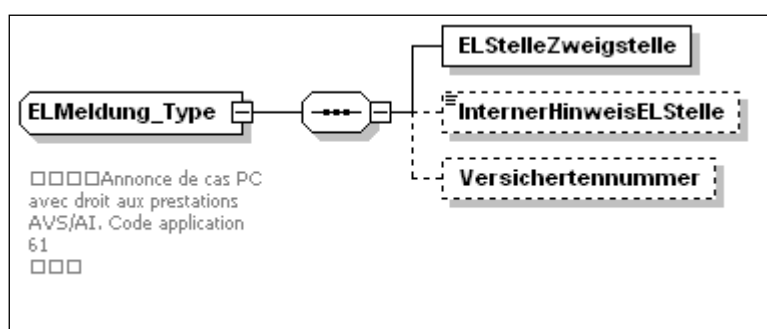 ELStelleZweigstelle
ELMeldung_Type
InternerHinweisELStelle
Versichertennummer
□□□□Annonce de cas PC
avec droit aux prestations
AVS/AI. Code application
61
□□□